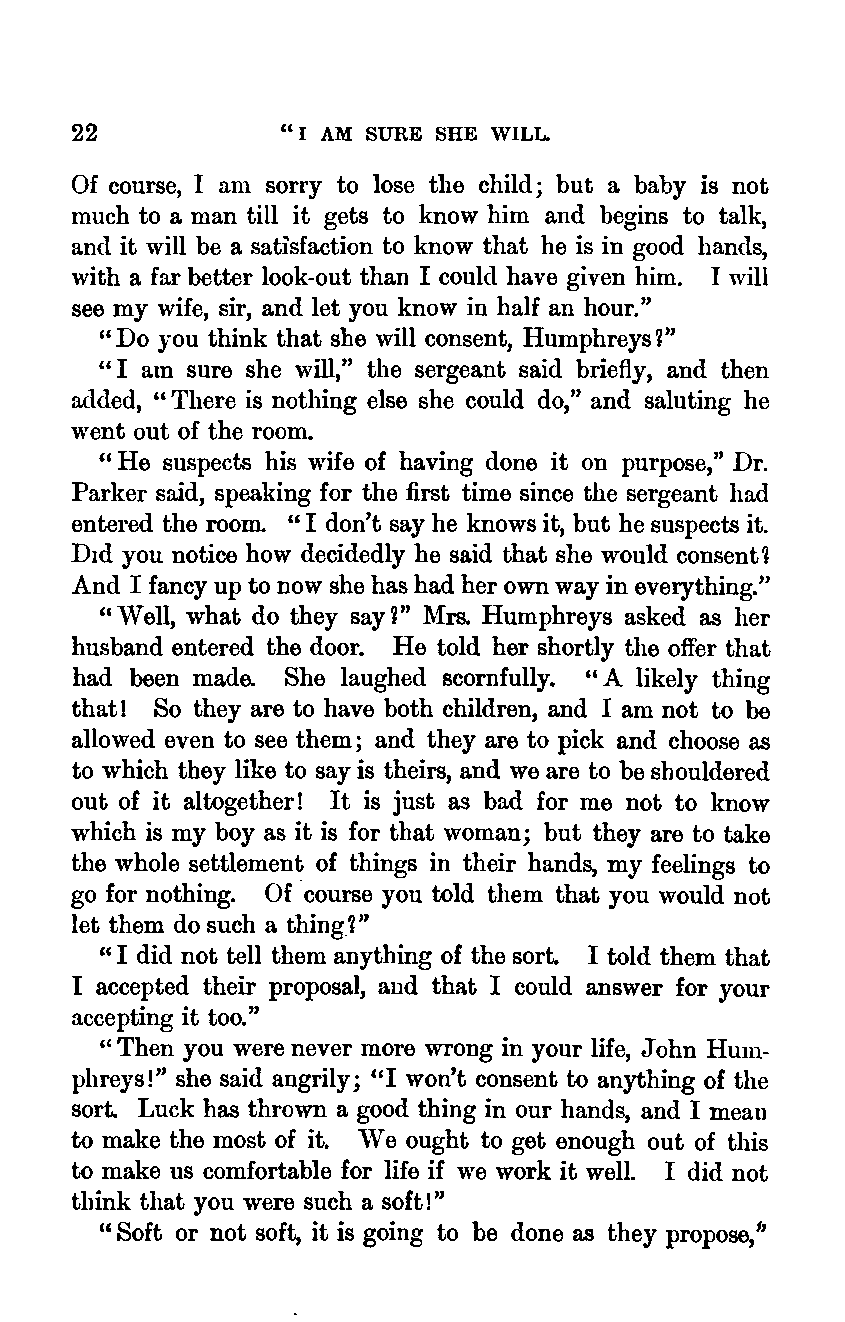 22 "I AM SURE SHE WILL.
Of course, I am sorry to lose the child; but a baby is not
much to a man till it gets to know him and begins to talk,
and it will be a satisfaction to know that he is in good hands,
with a far better look-out than I could have given him. I will
see my wife, sir, and let you know in half an hour."
"Do you think that she will consent, Humphreys?"
"I am sure she will," the sergeant said briefly, and then
added, "There is nothing else she could do," and saluting he
went out of the room.
"He suspects his wife of having done it on purpose," Dr.
Parker said, speaking for the first time since the sergeant had
entered the room. "I don't say he knows it, but he suspects it.
Did you notice how decidedly he said that she would consent?
And I fancy up to now she has had her own way in everything."
"Well, what do they say?" Mrs. Humphreys asked as her
husband entered the door. He told her shortly the offer that
had been made. She laughed scornfully. "A likely thing
that! So they are to have both children, and I am not to be
allowed even to see them; and they are to pick and choose as
to which they like to say is theirs, and we are to be shouldered
out of it altogether! It is just as bad for me not to know
which is my boy as it is for that woman; but they are to take
the whole settlement of things in their hands, my feelings to
go for nothing. Of course you told them that you would not
let them do such a thing?"
"I did not tell them anything of the sort. I told them that
I accepted their proposal, and that I could answer for your
accepting it too."
"Then you were never more wrong in your life, John Hum-
phreys!" she said angrily; "I won't consent to anything of the
sort. Luck has thrown a good thing in our hands, and I mean
to make the most of it. We ought to get enough out of this
to make us comfortable for life if we work it well. I did not
think that you were such a soft!"
"Soft or not soft, it is going to be done as they propose,"